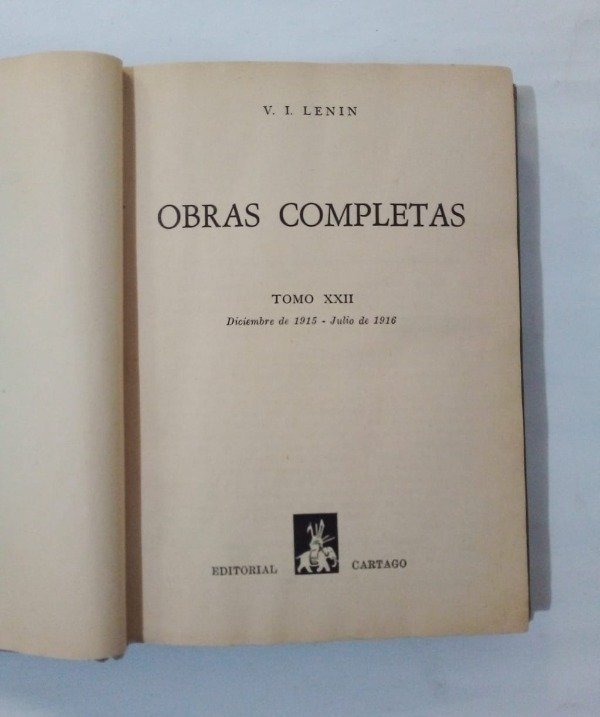 V. I. LENIN
OBRAS COMPLETAS
TOMO XXII
Diciembre de 1915 - Julio de 1916
EDITORIAL CARTAGO